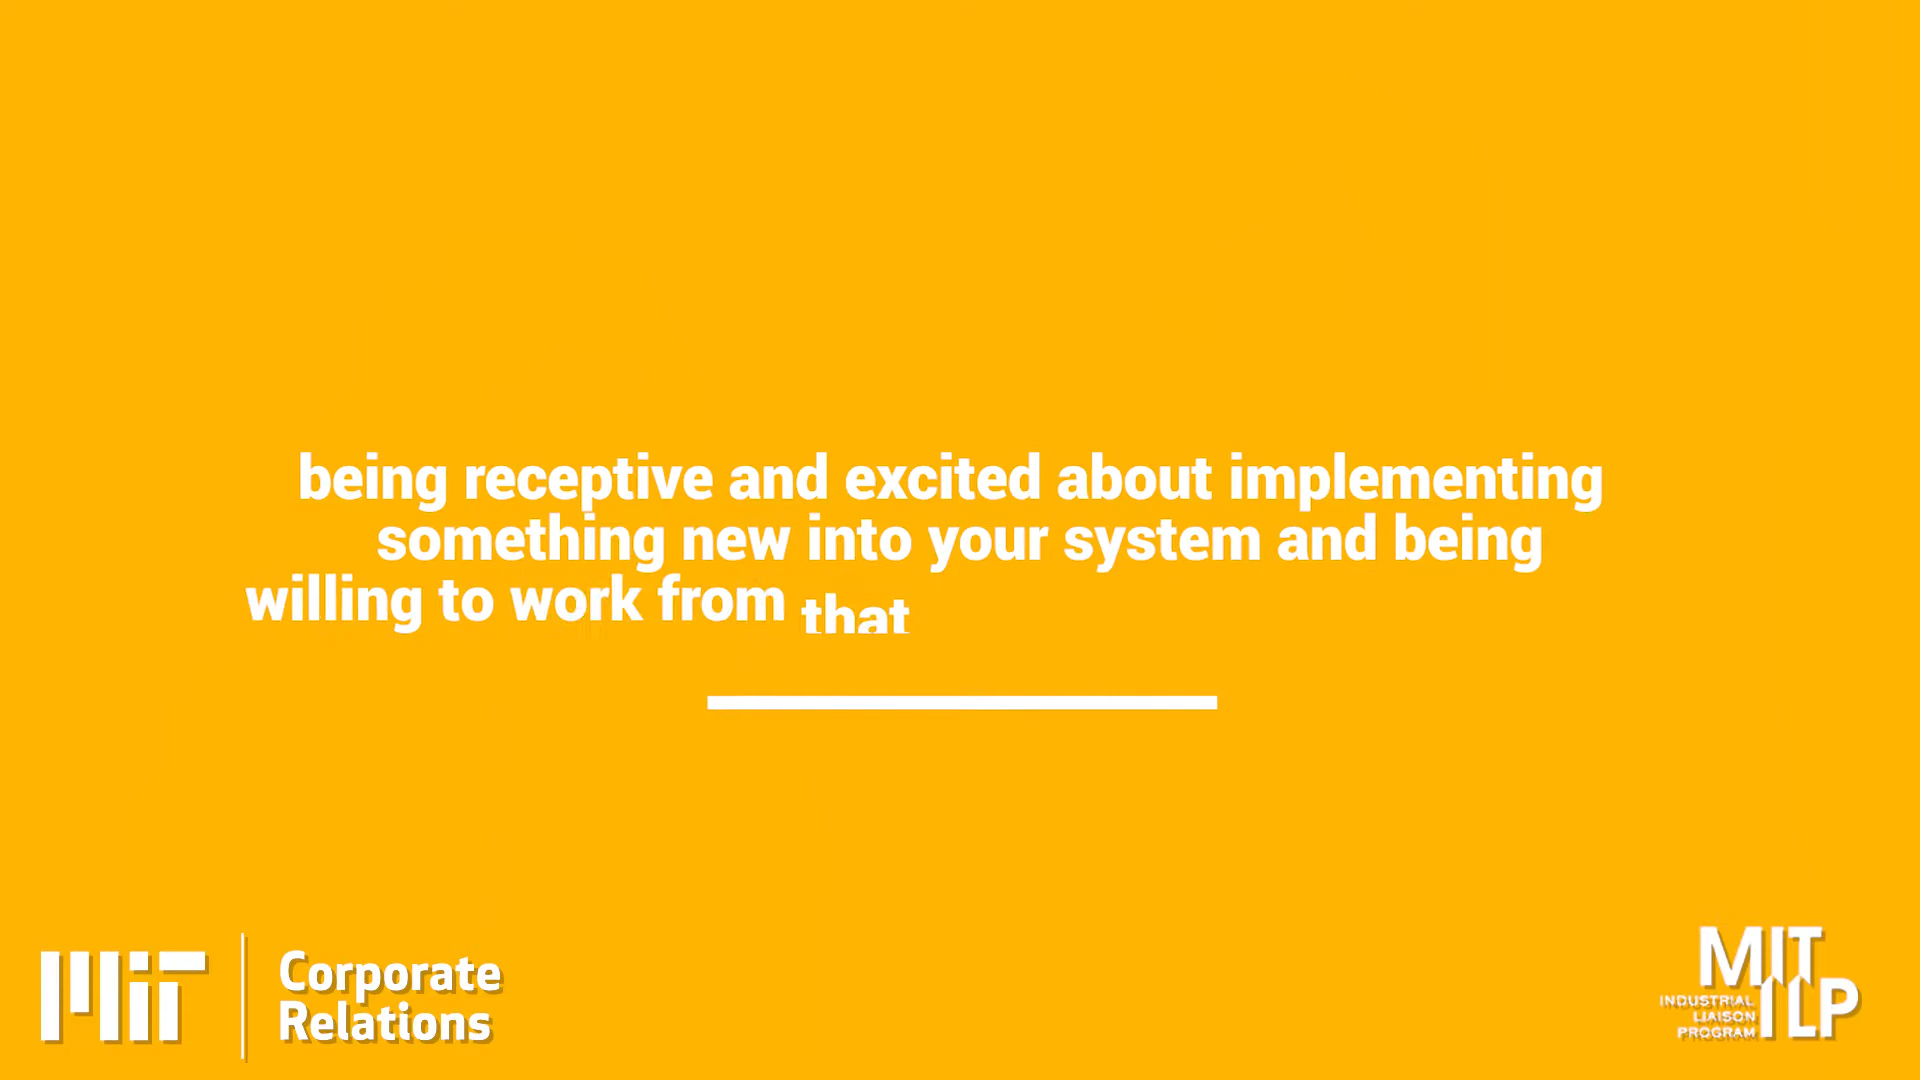 being receptive and excited about implementing
something new into your system and being
willing to work from that
MIT
Corporate
Relations
MIT
ILP
INDUSTRIAL
LIAISON
PROGRAM